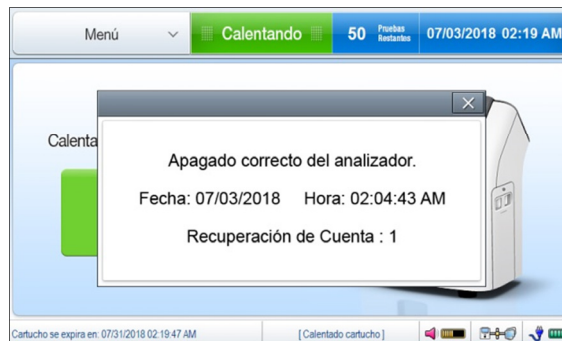 Menú
Calentando
50 Pruebas Restantes
07/03/2018 02:19 AM
Calenta
Apagado correcto del analizador.
Fecha: 07/03/2018 Hora: 02:04:43 AM
Recuperación de Cuenta : 1
Cartucho se expira en: 07/31/2018 02:19:47 AM
[ Calentado cartucho ]